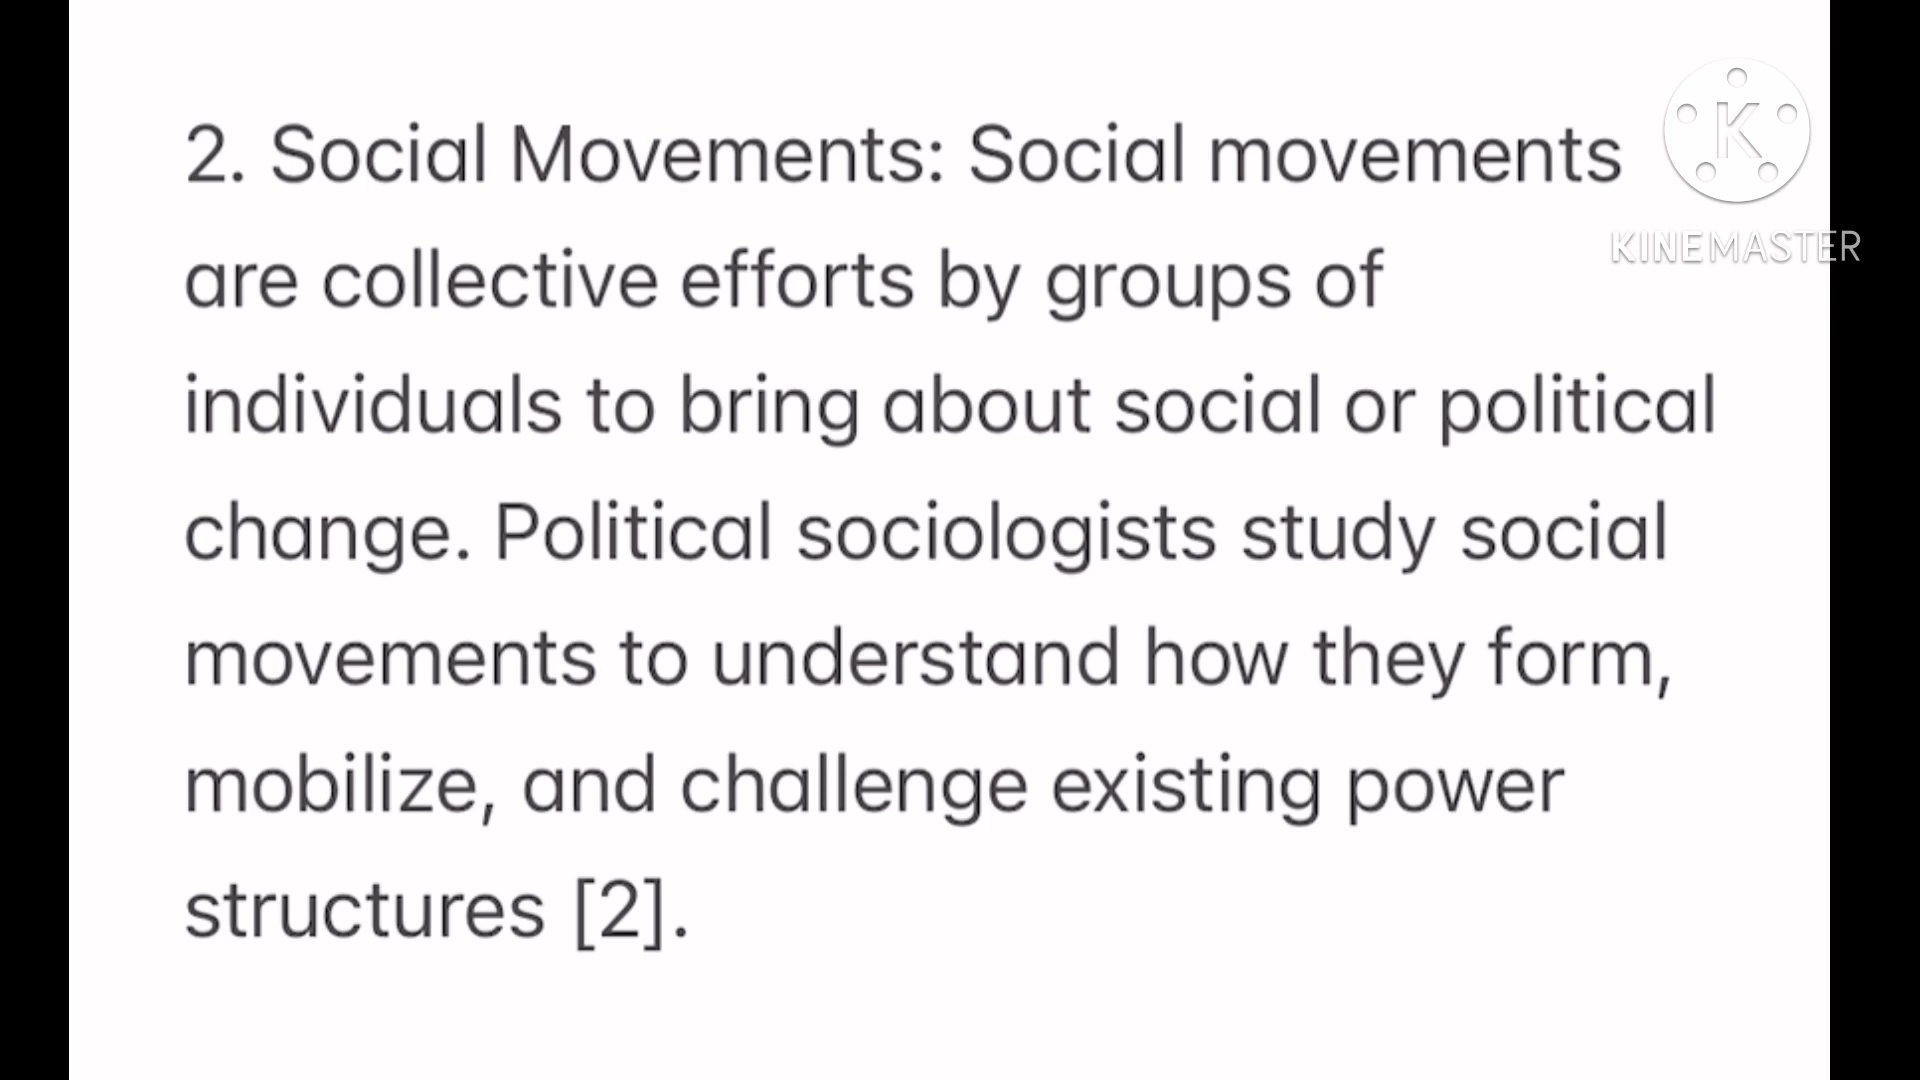 2. Social Movements: Social movements
are collective efforts by groups of
individuals to bring about social or political
change. Political sociologists study social
movements to understand how they form,
mobilize, and challenge existing power
structures [2].
K
KINEMASTER